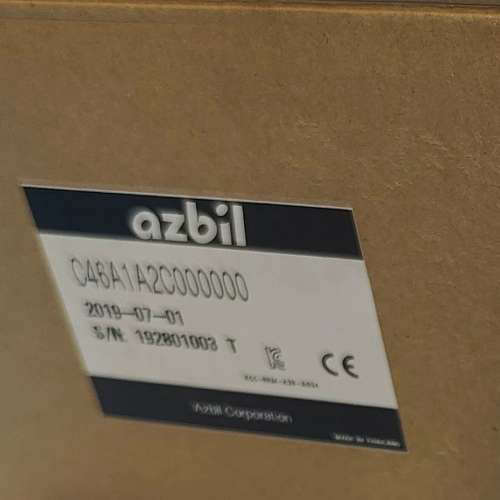 azbil
C46A1A2C000000
2019-07-01
S/N. 192801003 T
CE
Azbil Corporation